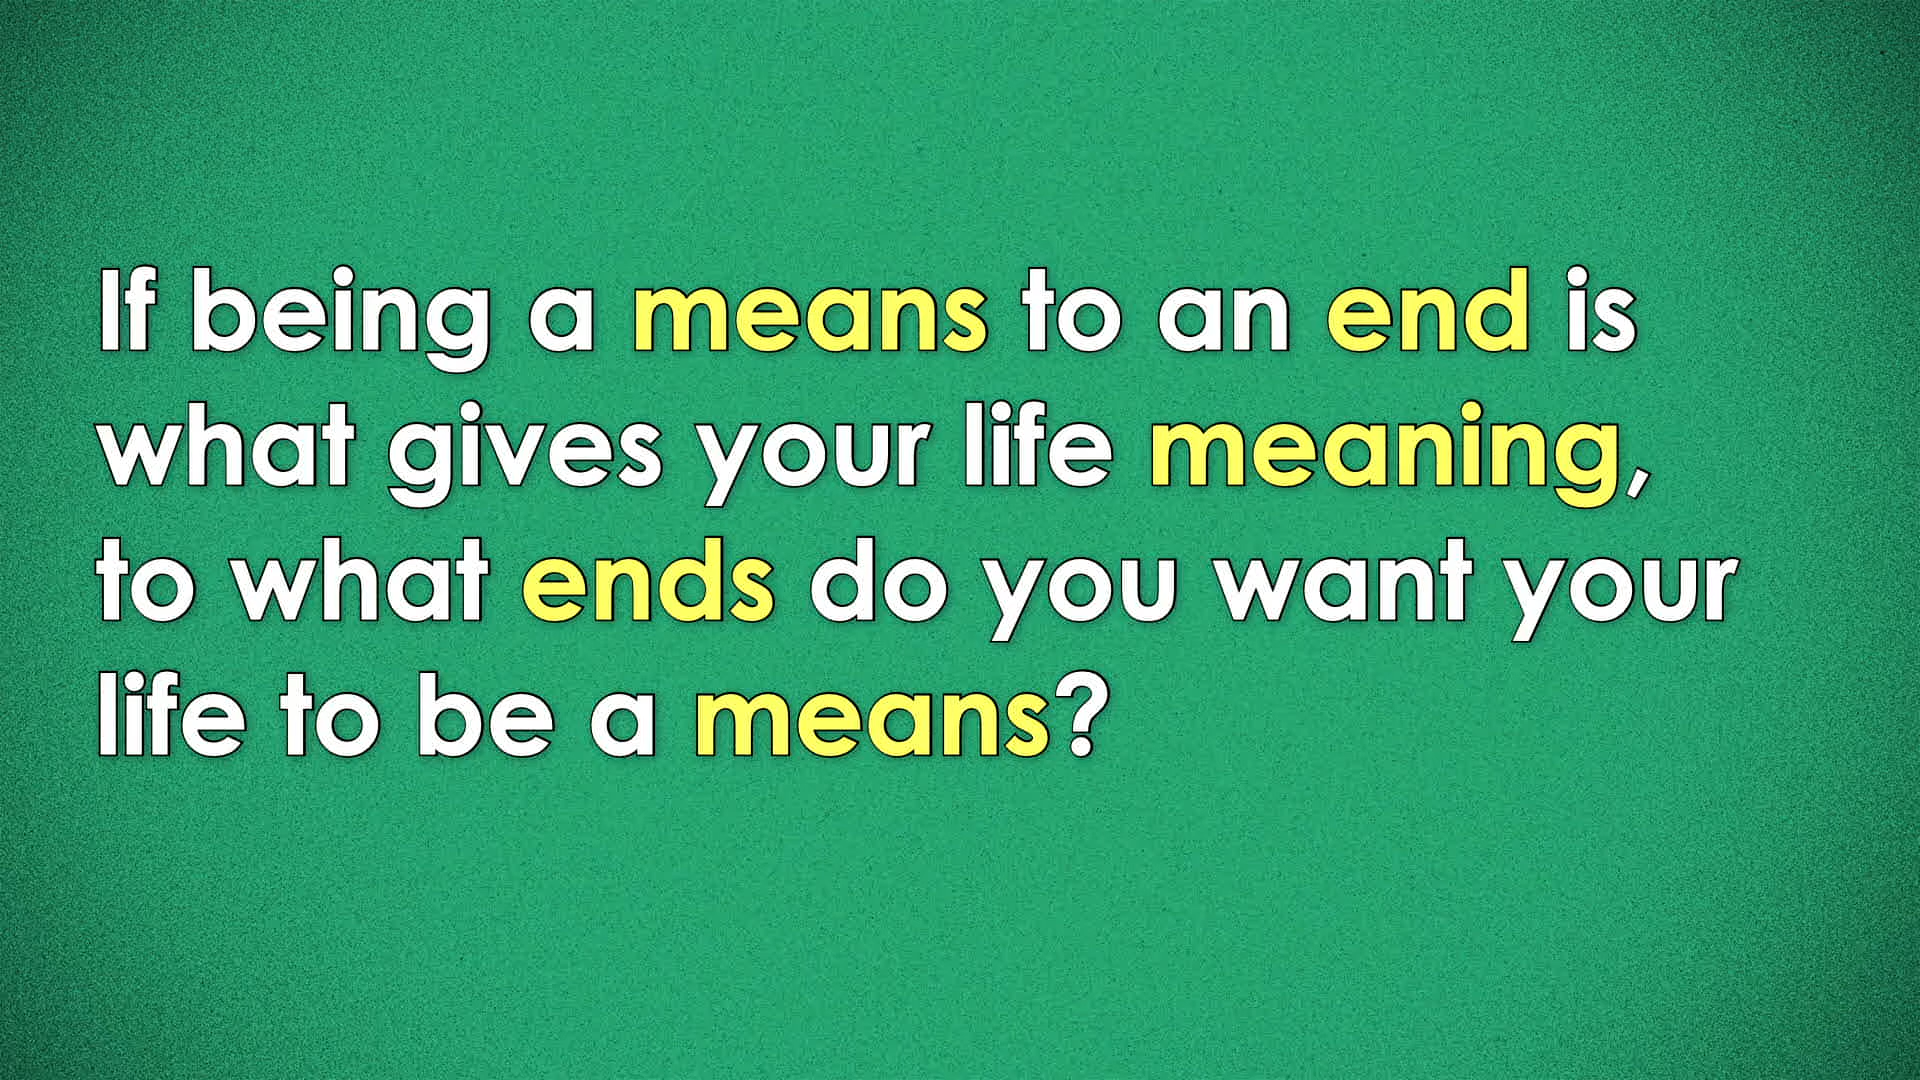 If being a means to an end is
what gives your life meaning,
to what ends do you want your
life to be a means?